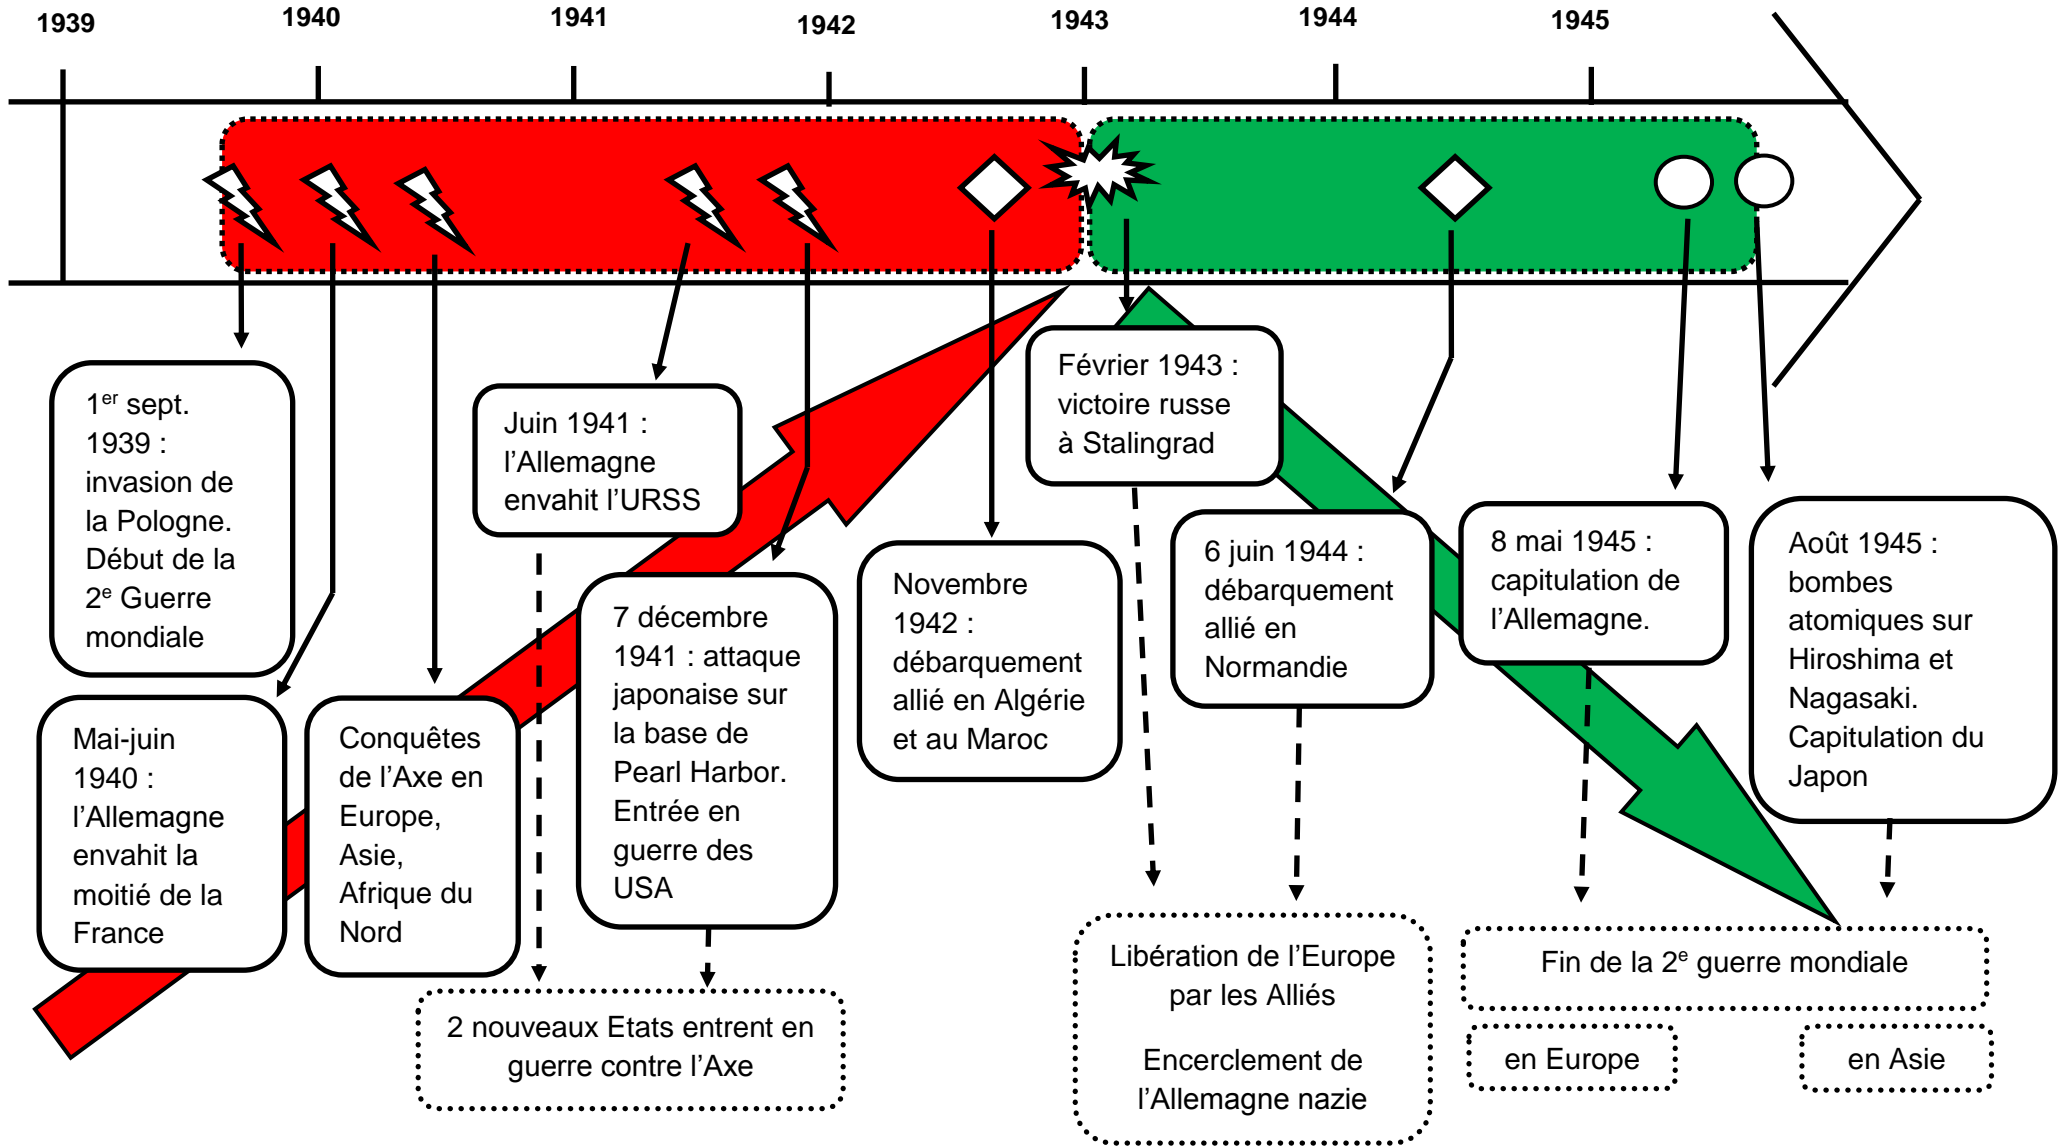 1939
1940
1941
1942
1943
1944
1945
1er sept.
1939 :
invasion de
la Pologne.
Début de la
2e Guerre
mondiale
Mai-juin
1940 :
l’Allemagne
envahit la
moitié de la
France
Conquêtes
de l’Axe en
Europe,
Asie,
Afrique du
Nord
Juin 1941 :
l’Allemagne
envahit l’URSS
7 décembre
1941 : attaque
japonaise sur
la base de
Pearl Harbor.
Entrée en
guerre des
USA
2 nouveaux Etats entrent en
guerre contre l’Axe
Novembre
1942 :
débarquement
allié en Algérie
et au Maroc
Février 1943 :
victoire russe
à Stalingrad
6 juin 1944 :
débarquement
allié en
Normandie
Libération de l’Europe
par les Alliés
Encerclement de
l’Allemagne nazie
8 mai 1945 :
capitulation de
l’Allemagne.
Août 1945 :
bombes
atomiques sur
Hiroshima et
Nagasaki.
Capitulation du
Japon
Fin de la 2e guerre mondiale
en Europe
en Asie